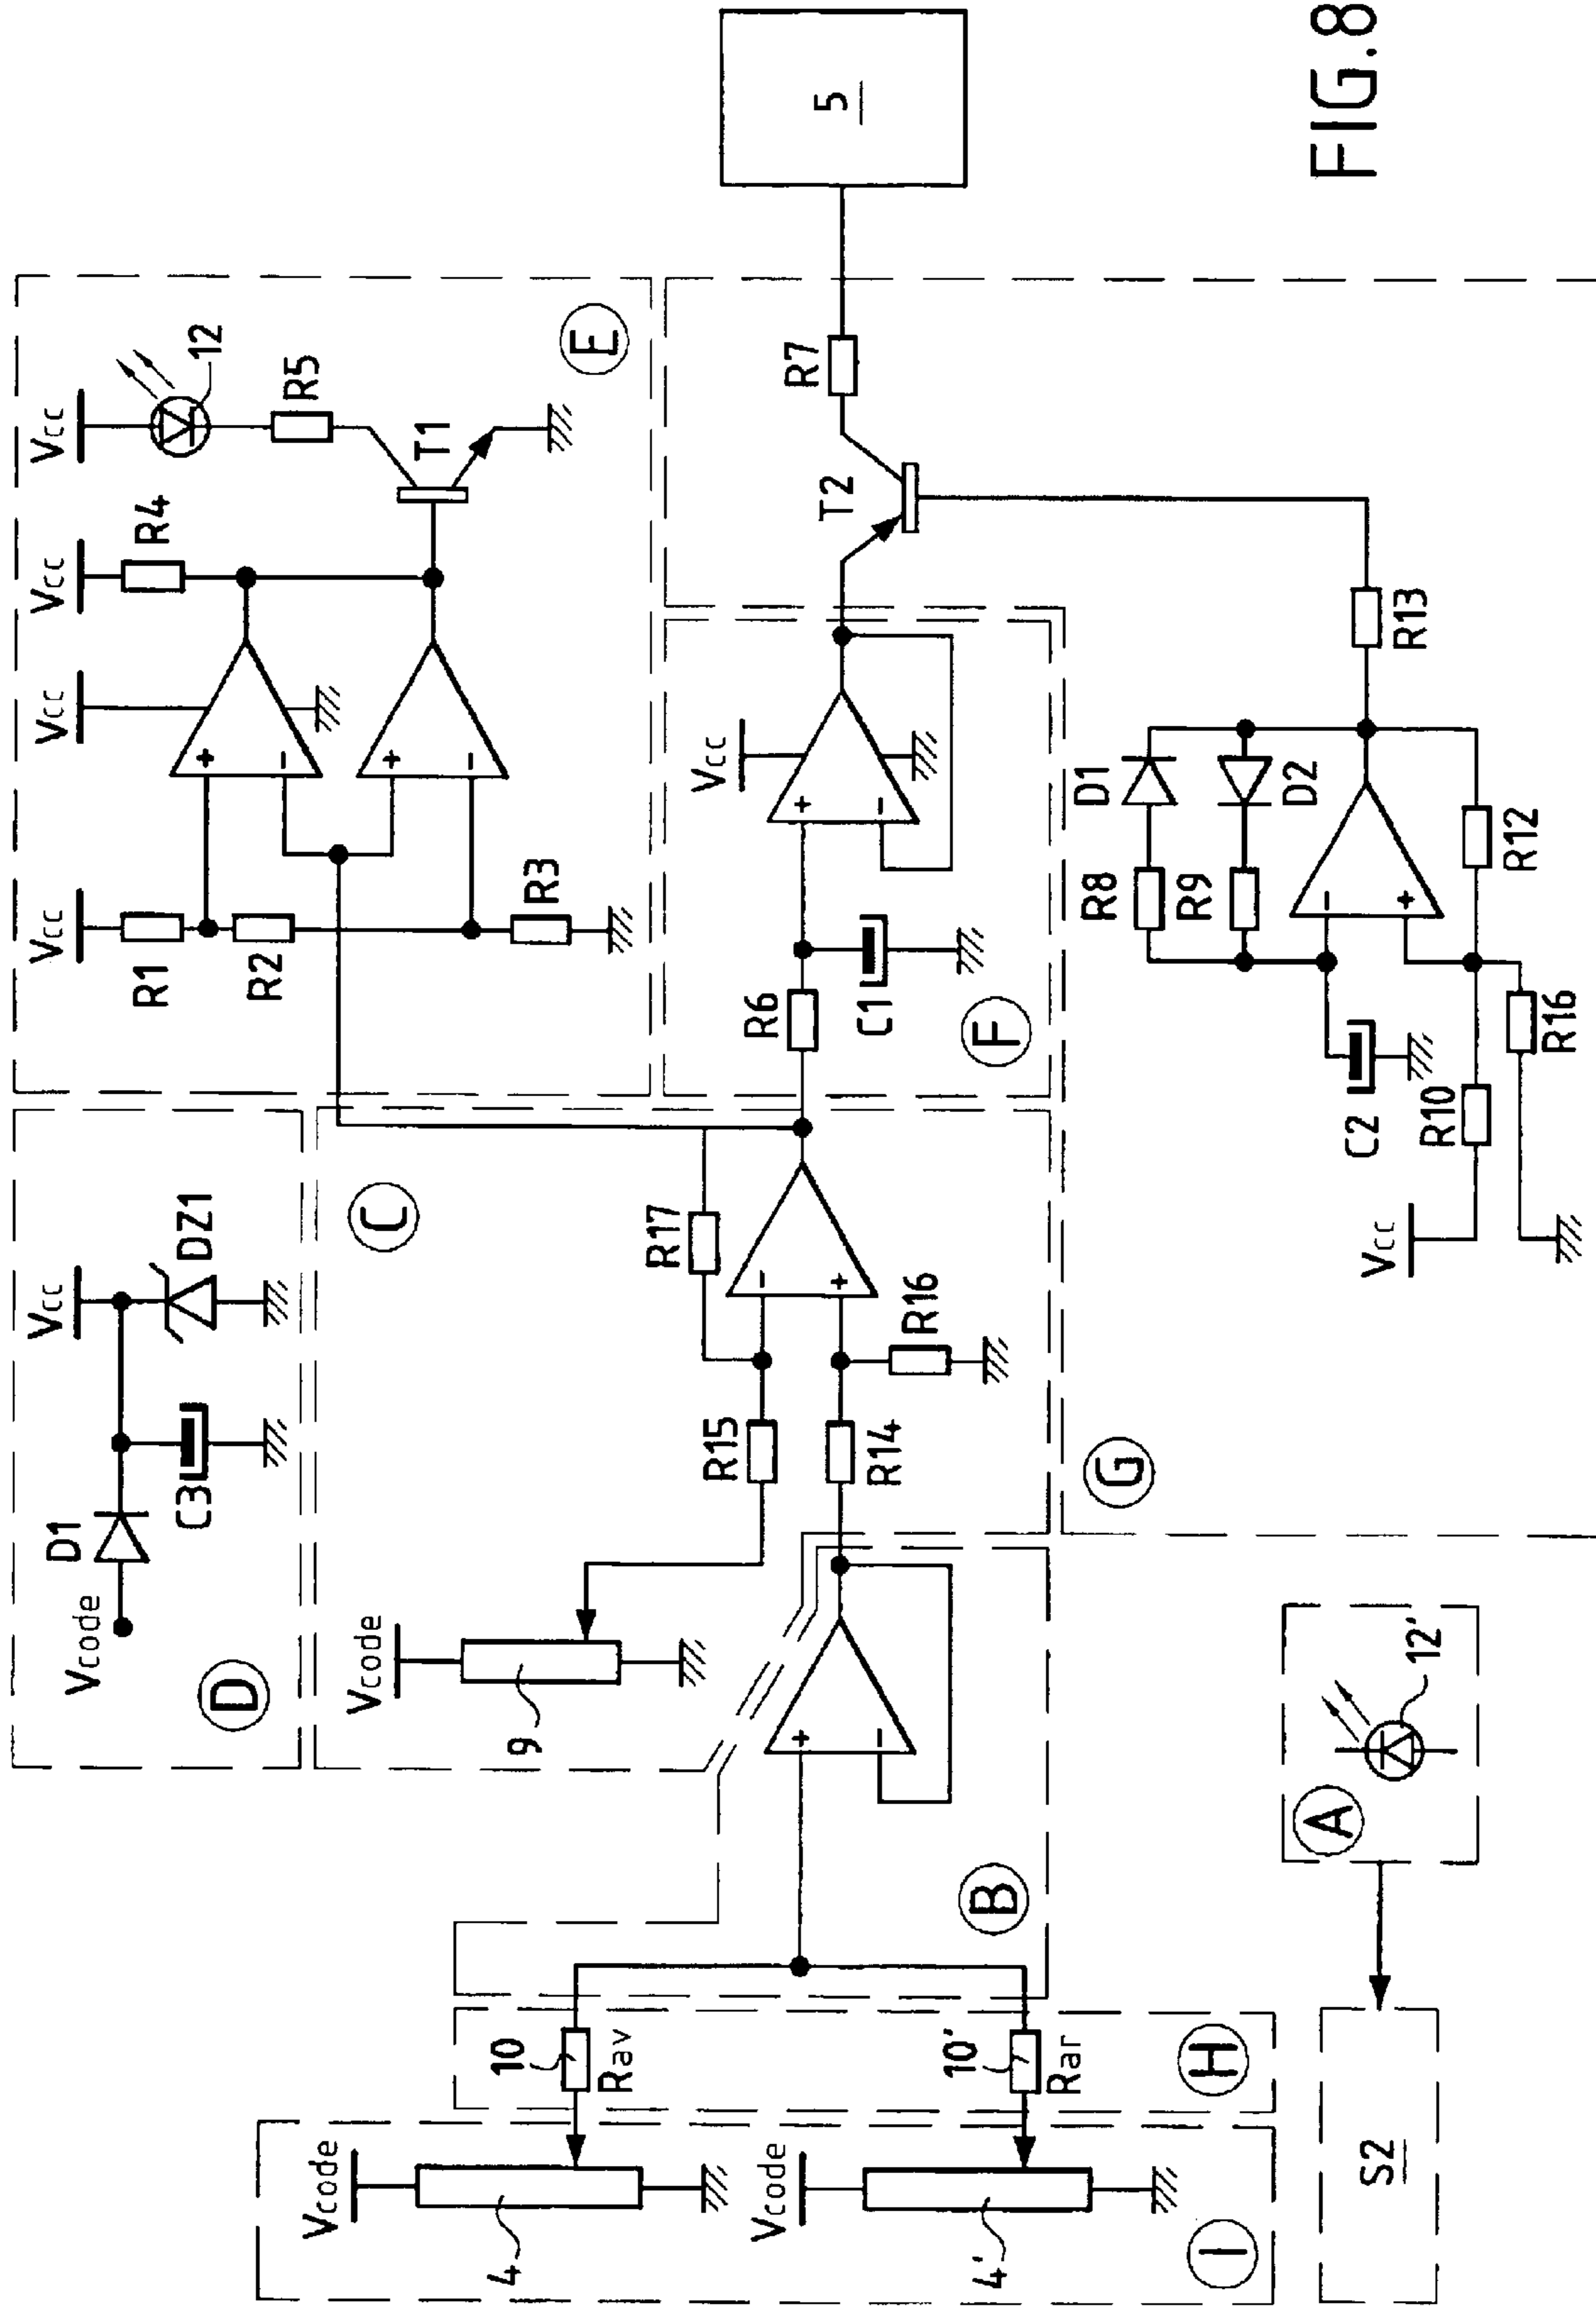 Vcode
D1
C3
Vcc
DZ1
D
Vcc
R1
R2
R3
Vcc
+
-
+
-
Vcc
R4
Vcc
12
R5
T1
E
Vcode
9
C
R15
R17
-
+
R14
R16
R6
C1
F
Vcc
+
-
T2
R7
5
Vcode
4
10
Rav
Vcode
4'
10'
Rar
I
H
B
+
-
G
Vcc
R10
C2
R16
R8
R9
D1
D2
-
+
R12
R13
S2
A
12'
FIG.8